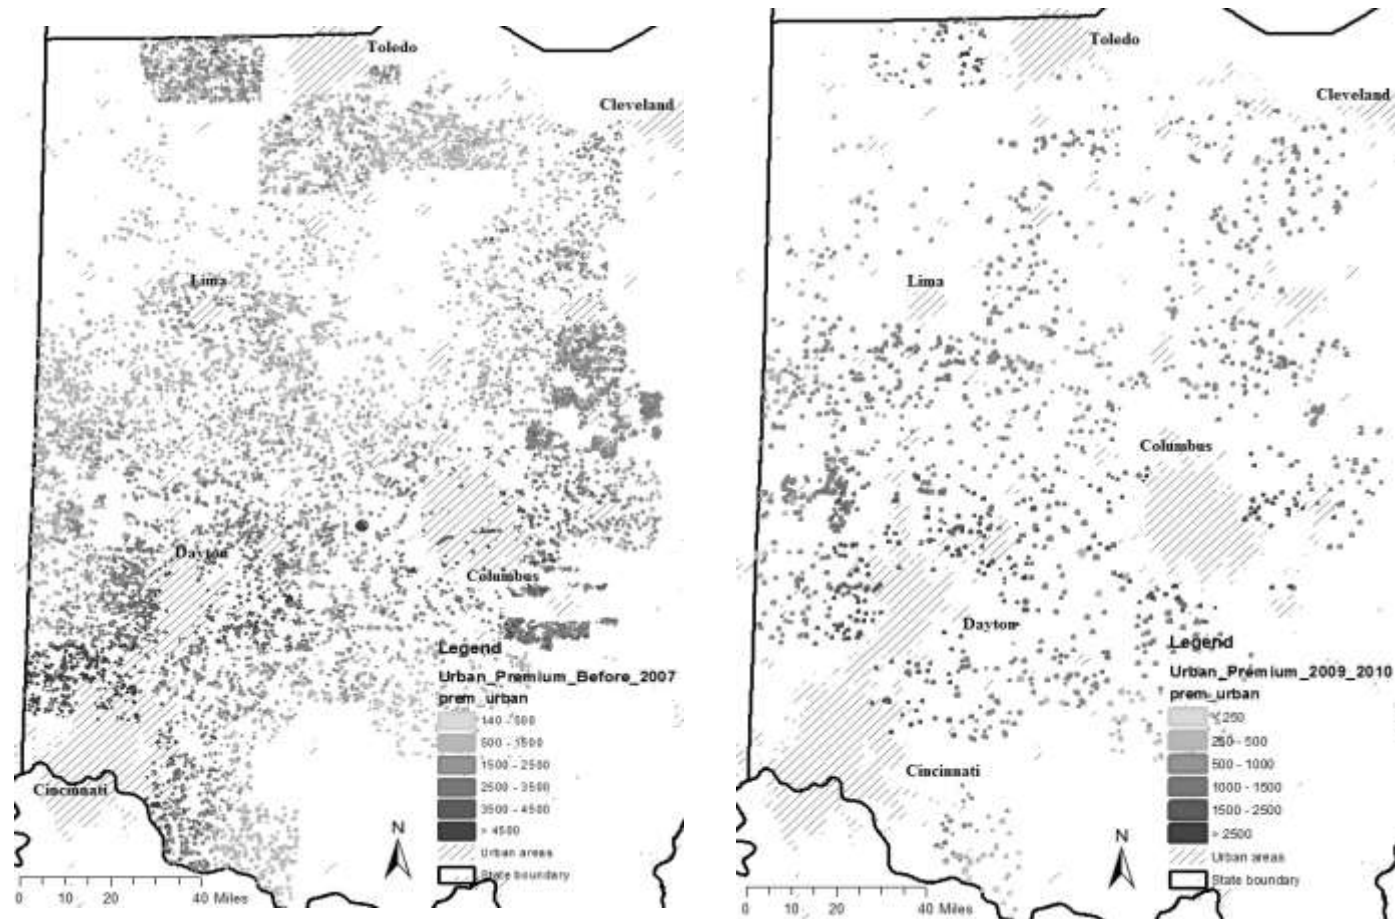 Toledo
Cleveland
Lima
Dayton
Columbus
Cincinnati
Legend
Urban_Premium_Before_2007
prem_urban
140 - 500
500 - 1500
1500 - 2500
2500 - 3500
3500 - 4500
> 4500
Urban areas
State boundary
N
0 10 20 40 Miles
Toledo
Cleveland
Lima
Columbus
Dayton
Cincinnati
Legend
Urban_Premium_2009_2010
prem_urban
< 250
250 - 500
500 - 1000
1000 - 1500
1500 - 2500
> 2500
Urban areas
State boundary
N
0 10 20 40 Miles